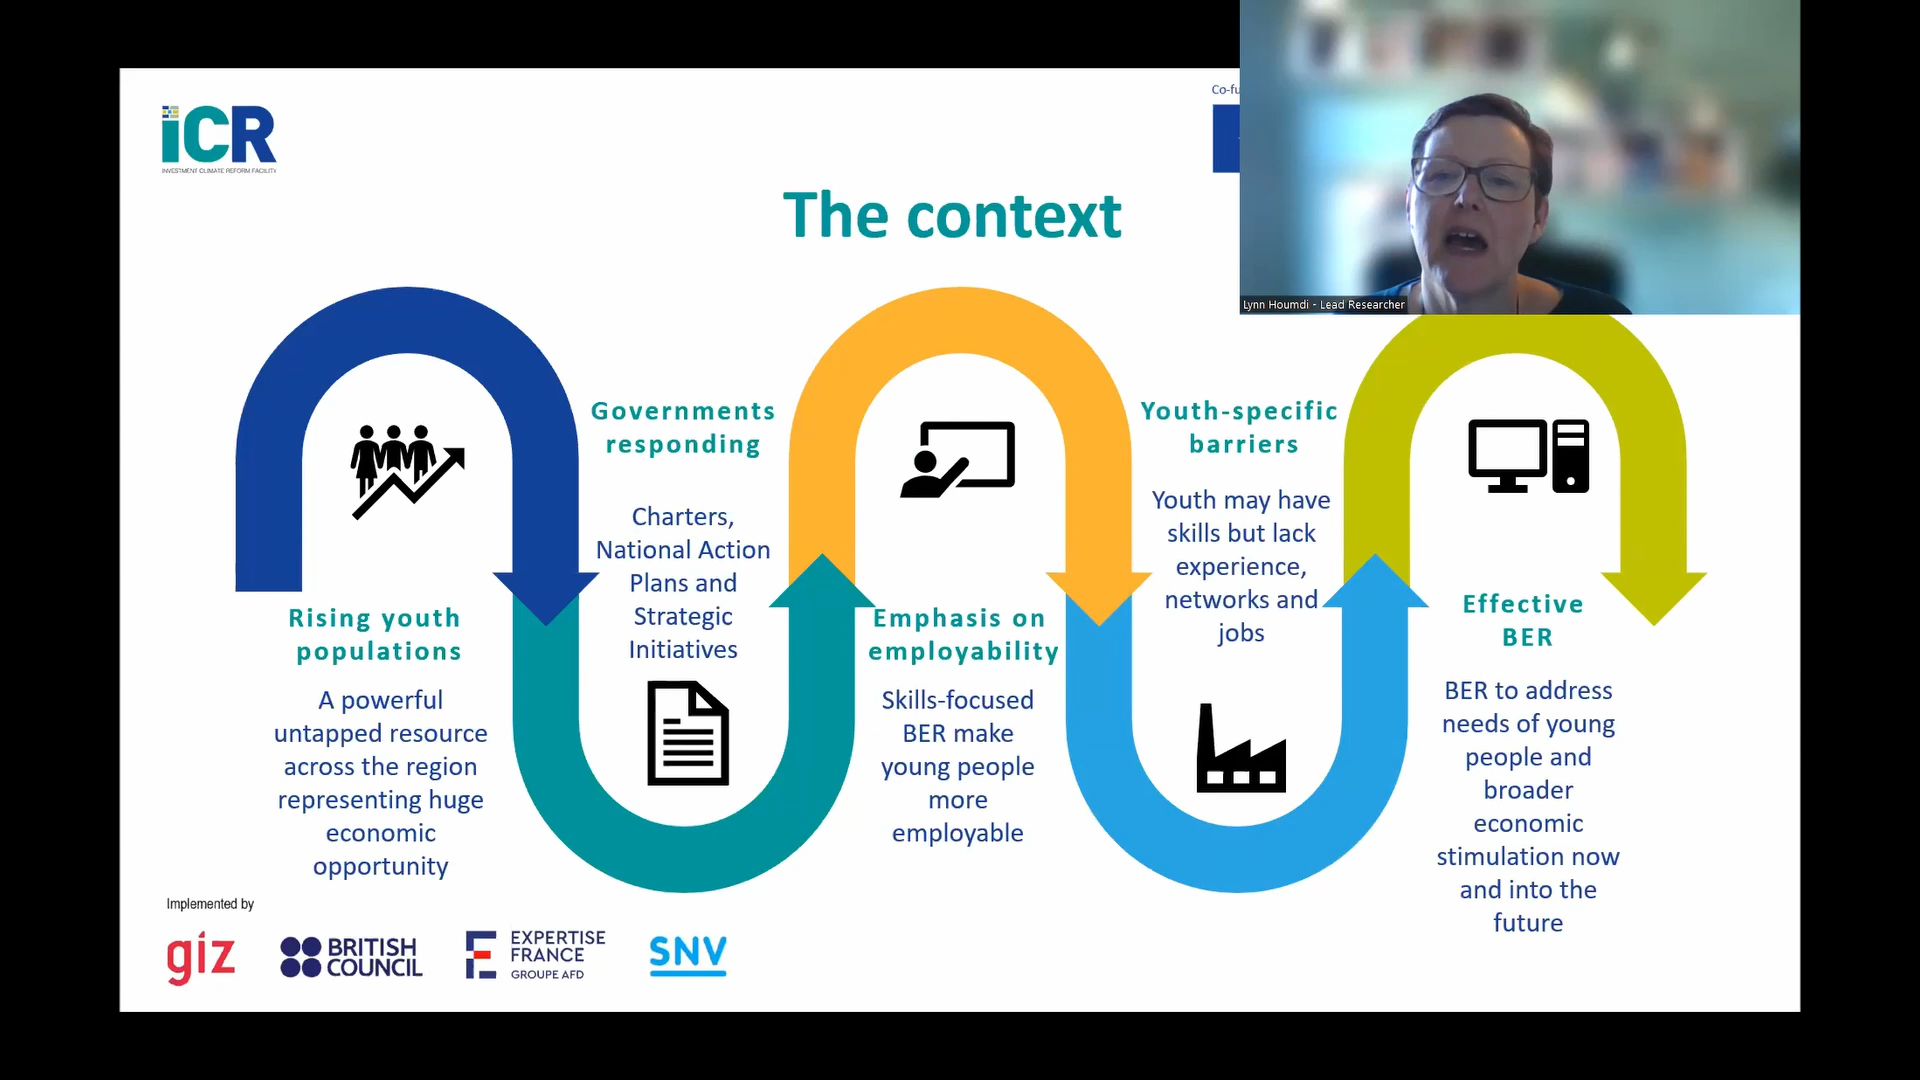 iCR
INVESTMENT CLIMATE REFORM FACILITY
The context
Lynn Houmdi - Lead Researcher
Rising youth
populations
A powerful
untapped resource
across the region
representing huge
economic
opportunity
Governments
responding
Charters,
National Action
Plans and
Strategic
Initiatives
Emphasis on
employability
Skills-focused
BER make
young people
more
employable
Youth-specific
barriers
Youth may have
skills but lack
experience,
networks and
jobs
Effective
BER
BER to address
needs of young
people and
broader
economic
stimulation now
and into the
future
Implemented by
giz
BRITISH
COUNCIL
EXPERTISE
FRANCE
GROUPE AFD
SNV